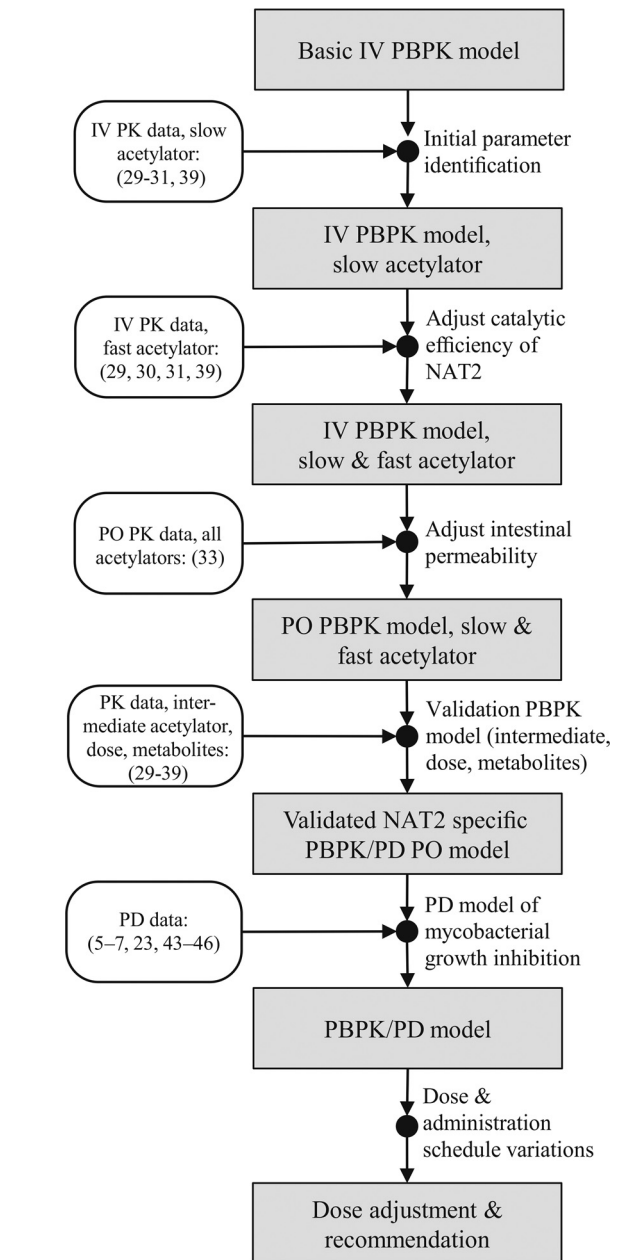 Basic IV PBPK model
IV PK data, slow
acetylator:
(29-31, 39)
Initial parameter
identification
IV PBPK model,
slow acetylator
IV PK data,
fast acetylator:
(29, 30, 31, 39)
Adjust catalytic
efficiency of
NAT2
IV PBPK model,
slow & fast acetylator
PO PK data, all
acetylators: (33)
Adjust intestinal
permeability
PO PBPK model, slow &
fast acetylator
PK data, inter-
mediate acetylator,
dose, metabolites:
(29-39)
Validation PBPK
model (intermediate,
dose, metabolites)
Validated NAT2 specific
PBPK/PD PO model
PD data:
(5–7, 23, 43–46)
PD model of
mycobacterial
growth inhibition
PBPK/PD model
Dose &
administration
schedule variations
Dose adjustment &
recommendation